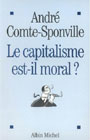 André
Comte-Sponville
Le capitalisme
est-il moral ?
Albin Michel